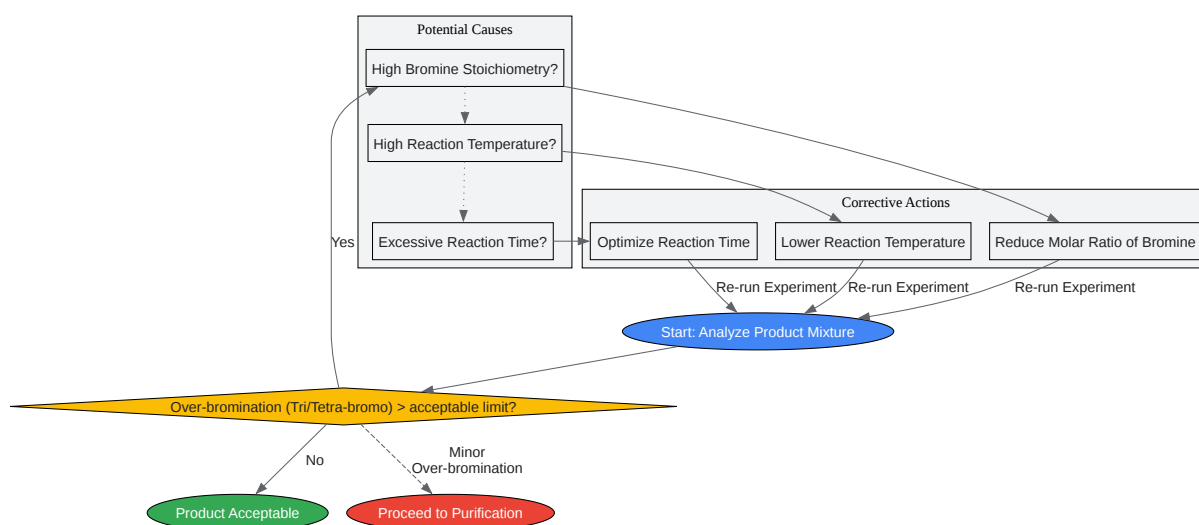 Potential Causes
High Bromine Stoichiometry?
High Reaction Temperature?
Corrective Actions
Yes
Excessive Reaction Time?
Optimize Reaction Time
Lower Reaction Temperature
Reduce Molar Ratio of Bromine
Re-run Experiment
Re-run Experiment
Re-run Experiment
Start: Analyze Product Mixture
Over-bromination (Tri/Tetra-bromo) > acceptable limit?
No
Minor
Over-bromination
Product Acceptable
Proceed to Purification